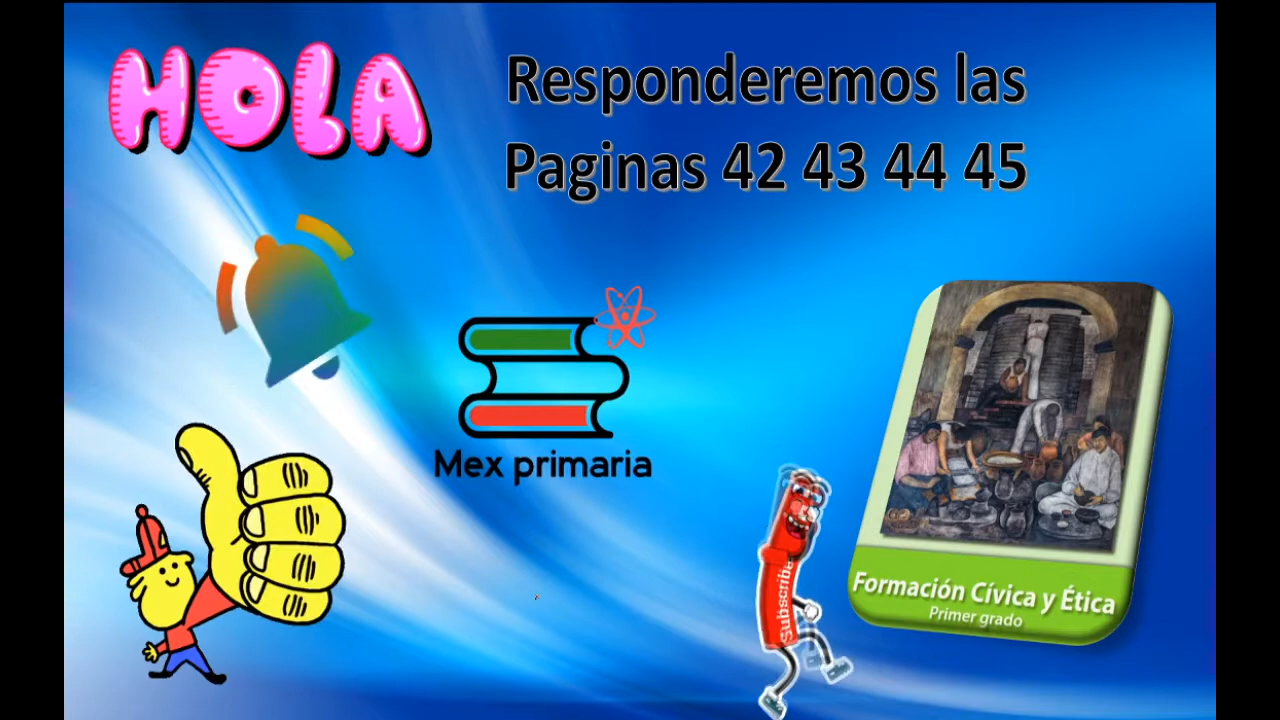 HOLA
Responderemos las
Paginas 42 43 44 45
Mex primaria
Subscribe
Formación Cívica y Ética
Primer grado